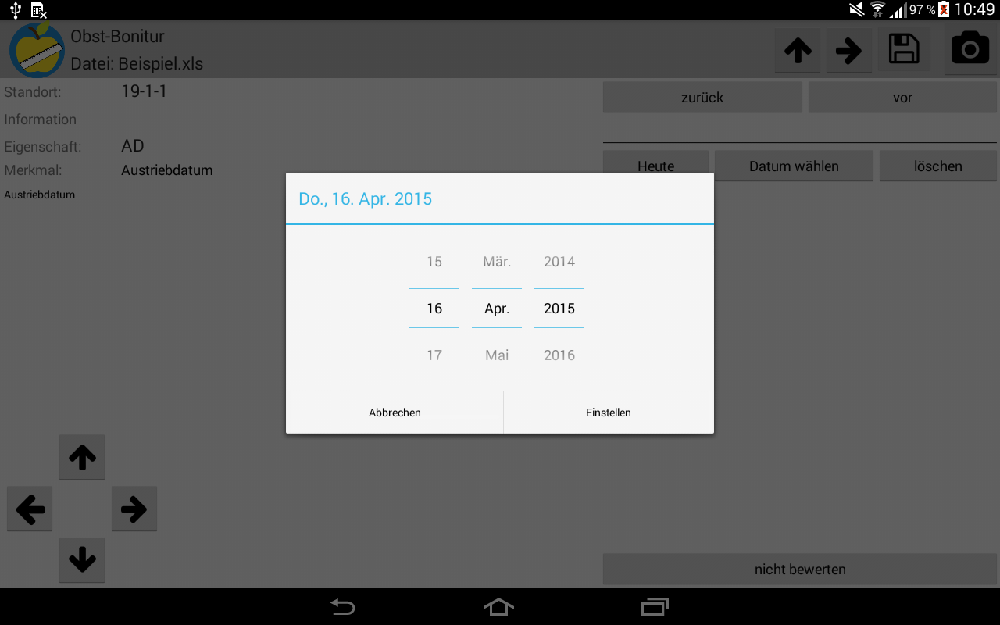 97 % 10:49
Obst-Bonitur
Datei: Beispiel.xls
Standort: 19-1-1
Information
Eigenschaft: AD
Merkmal: Austriebdatum
Austriebdatum
zurück vor
Heute Datum wählen löschen
Do., 16. Apr. 2015
15 Mär. 2014
16 Apr. 2015
17 Mai 2016
Abbrechen Einstellen
nicht bewerten